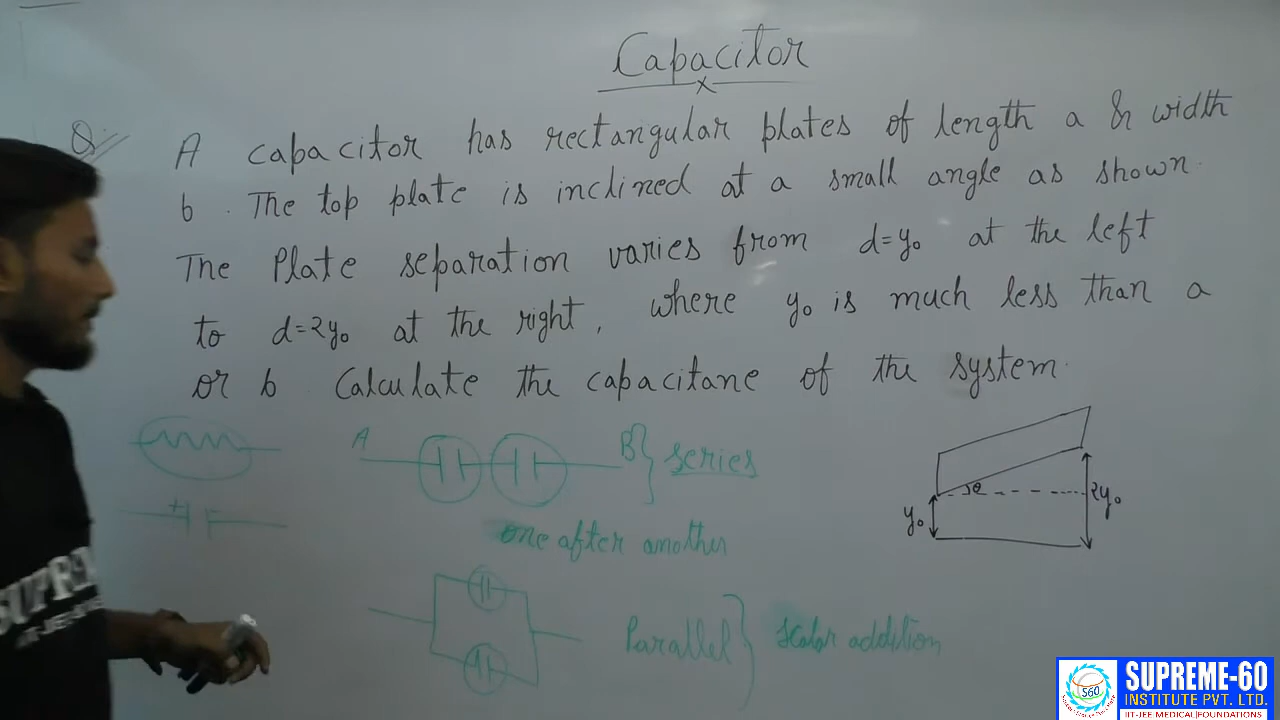 Capacitor
x
Q. A capacitor has rectangular plates of length a & width
b. The top plate is inclined at a small angle as shown.
The Plate separation varies from d=y₀ at the left
to d=2y₀ at the right, where y₀ is much less than a
or b Calculate the capacitane of the system.
A B } series
+
θ
y₀ 2y₀
one after another
Parallel } scalar addition
SUPREME-60
INSTITUTE PVT. LTD.
IIT-JEE MEDICAL|FOUNDATIONS
S60